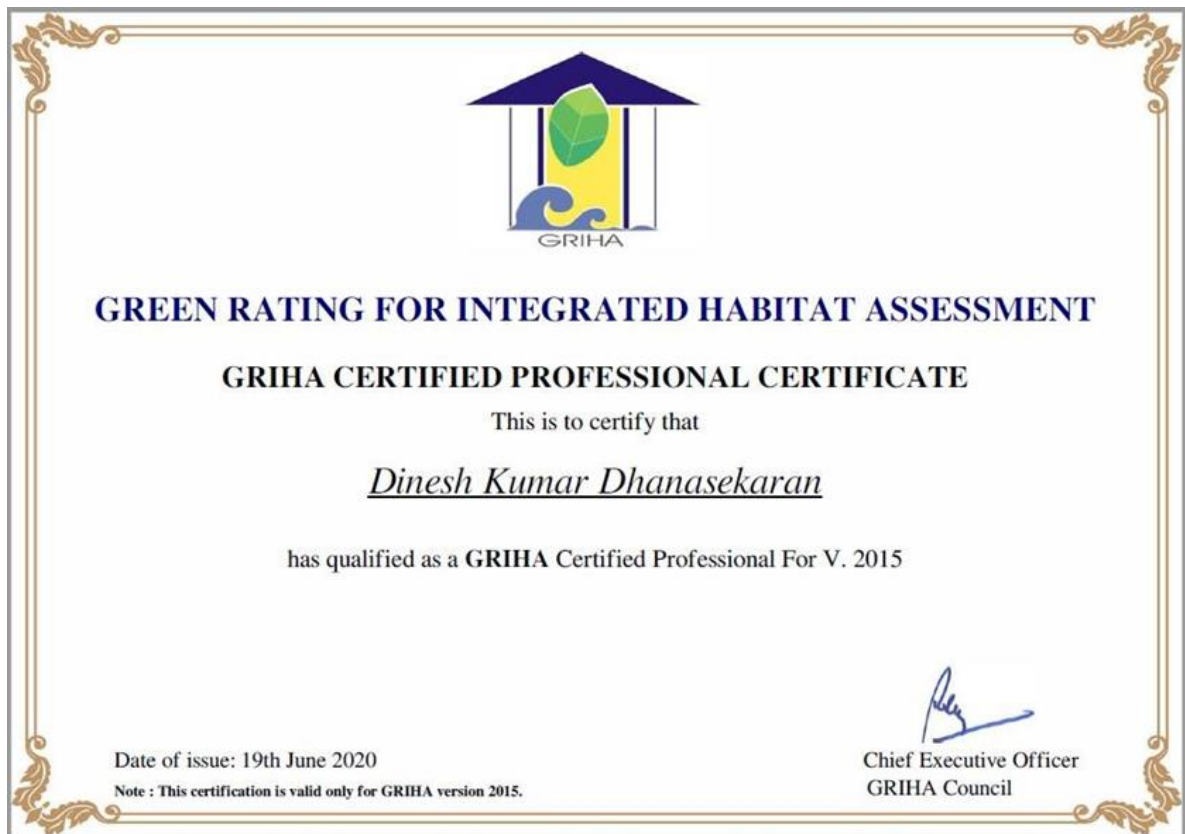 GRIHA
GREEN RATING FOR INTEGRATED HABITAT ASSESSMENT
GRIHA CERTIFIED PROFESSIONAL CERTIFICATE
This is to certify that
Dinesh Kumar Dhanasekaran
has qualified as a GRIHA Certified Professional For V. 2015
Date of issue: 19th June 2020
Note : This certification is valid only for GRIHA version 2015.
Chief Executive Officer
GRIHA Council